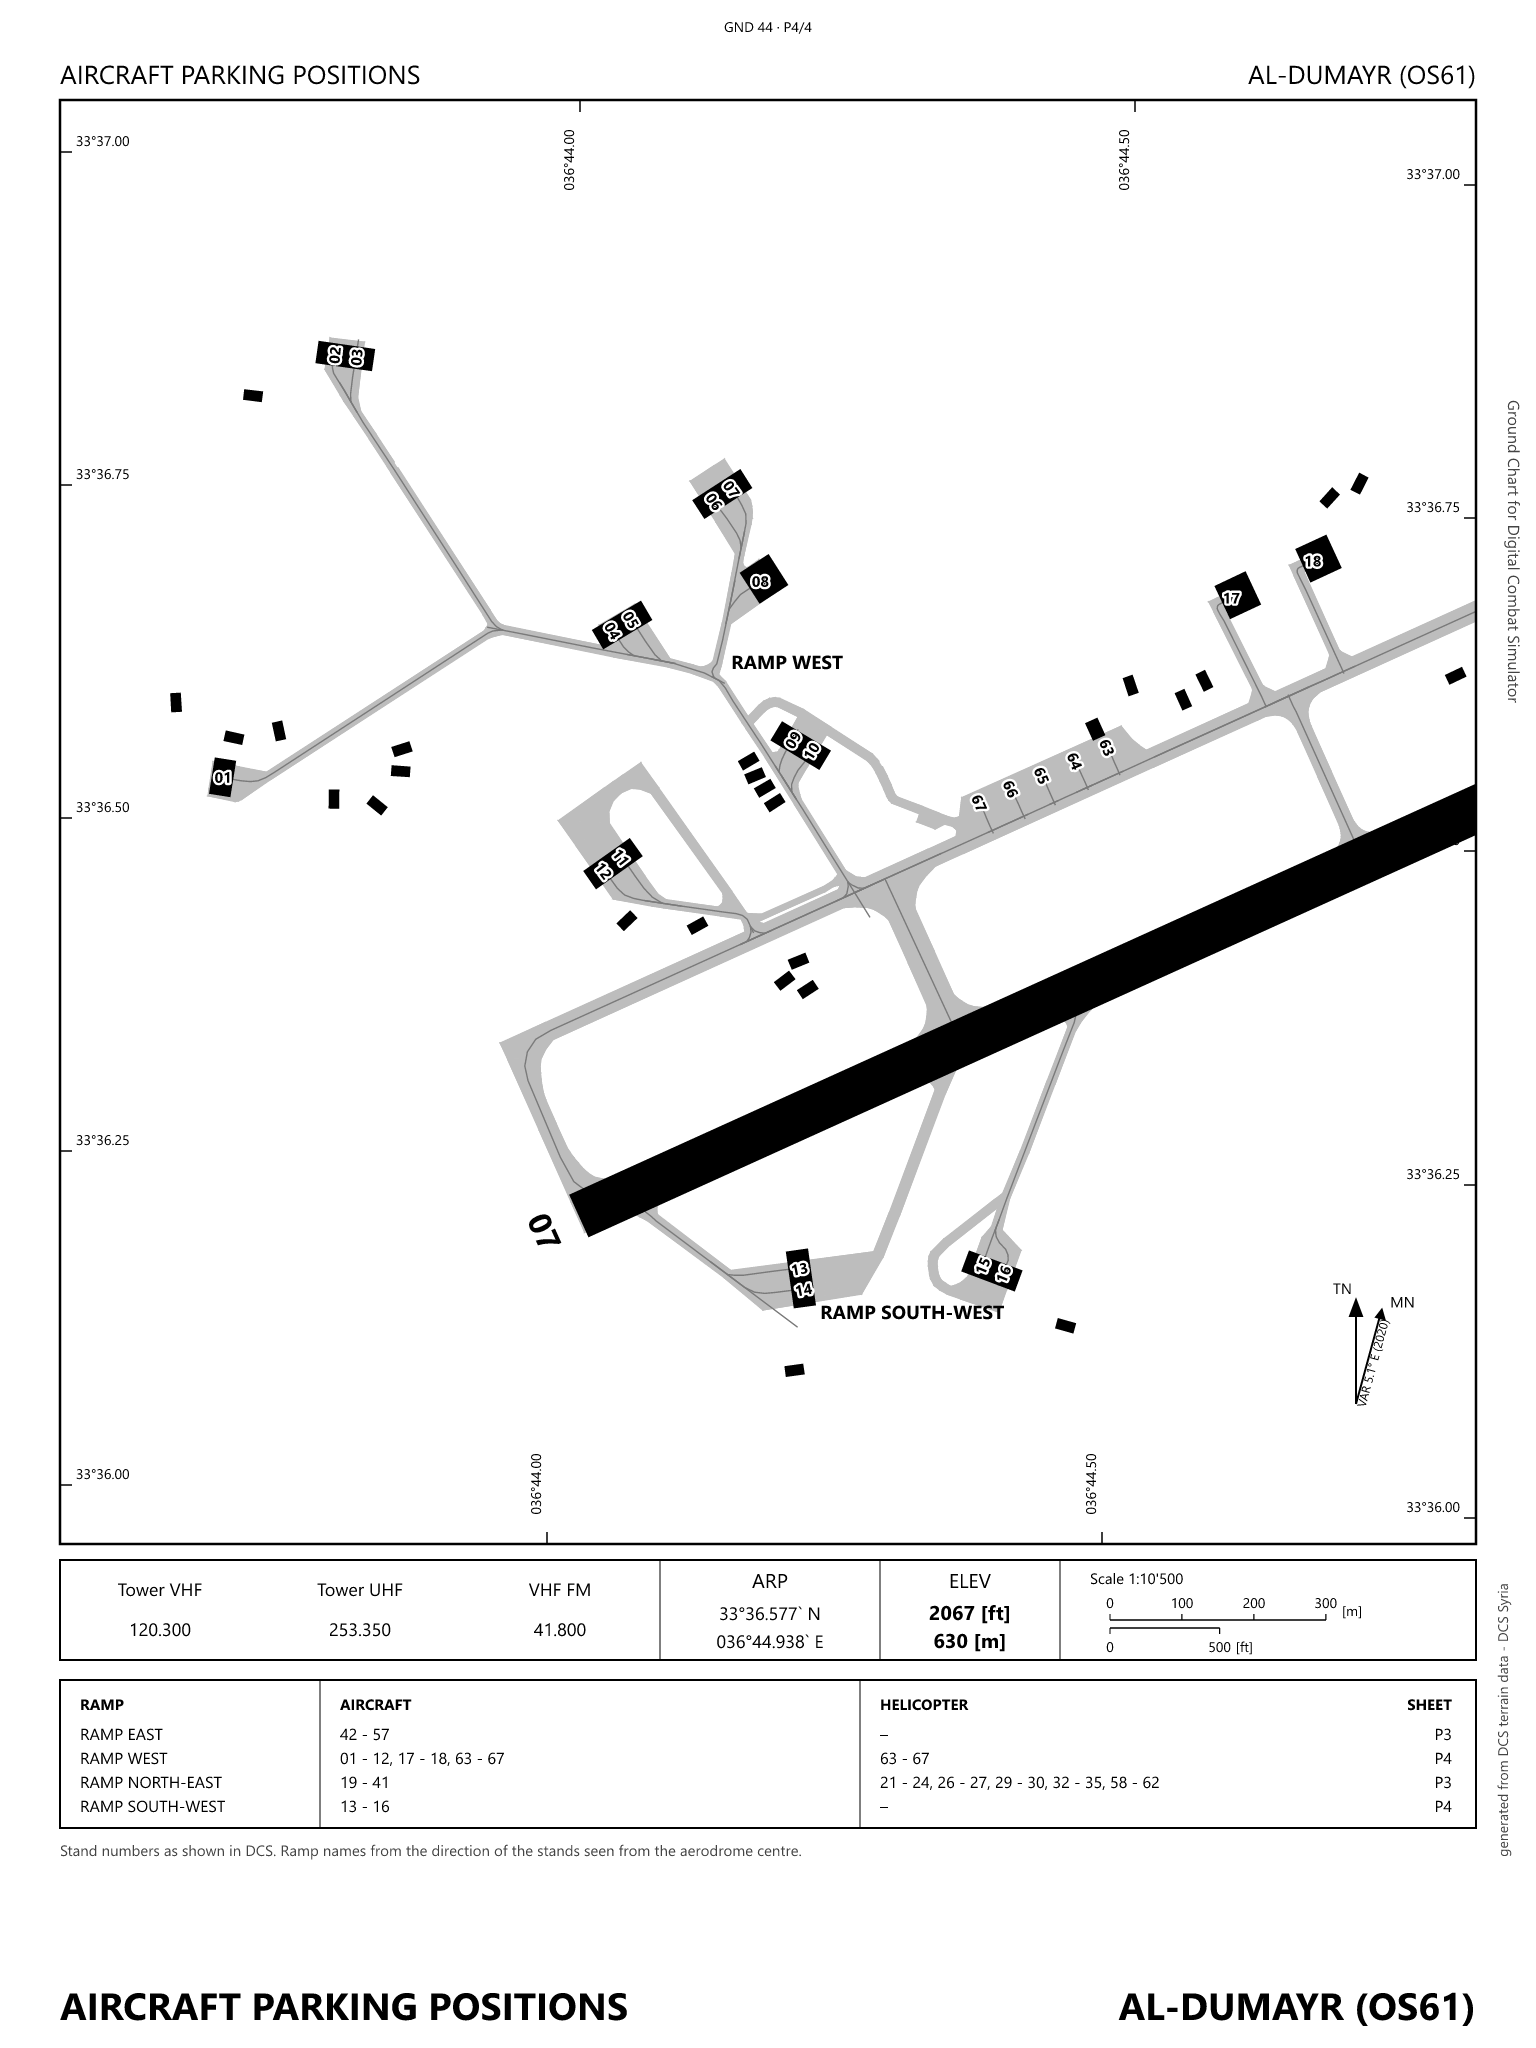 GND 44 · P4/4
AIRCRAFT PARKING POSITIONS
AL-DUMAYR (OS61)
036°44.00
036°44.50
33°37.00
33°37.00
02
03
33°36.75
33°36.75
06
07
08
18
17
04
05
RAMP WEST
01
09
10
63
64
65
66
67
33°36.50
11
12
33°36.25
33°36.25
07
13
14
15
16
RAMP SOUTH-WEST
TN
MN
VAR 5.1° E (2020)
036°44.00
036°44.50
33°36.00
33°36.00
Ground Chart for Digital Combat Simulator
Tower VHF
120.300
Tower UHF
253.350
VHF FM
41.800
ARP
33°36.577` N
036°44.938` E
ELEV
2067 [ft]
630 [m]
Scale 1:10'500
0 100 200 300 [m]
0 500 [ft]
RAMP AIRCRAFT HELICOPTER SHEET
RAMP EAST 42 - 57 – P3
RAMP WEST 01 - 12, 17 - 18, 63 - 67 63 - 67 P4
RAMP NORTH-EAST 19 - 41 21 - 24, 26 - 27, 29 - 30, 32 - 35, 58 - 62 P3
RAMP SOUTH-WEST 13 - 16 – P4
Stand numbers as shown in DCS. Ramp names from the direction of the stands seen from the aerodrome centre.
generated from DCS terrain data - DCS Syria
AIRCRAFT PARKING POSITIONS
AL-DUMAYR (OS61)